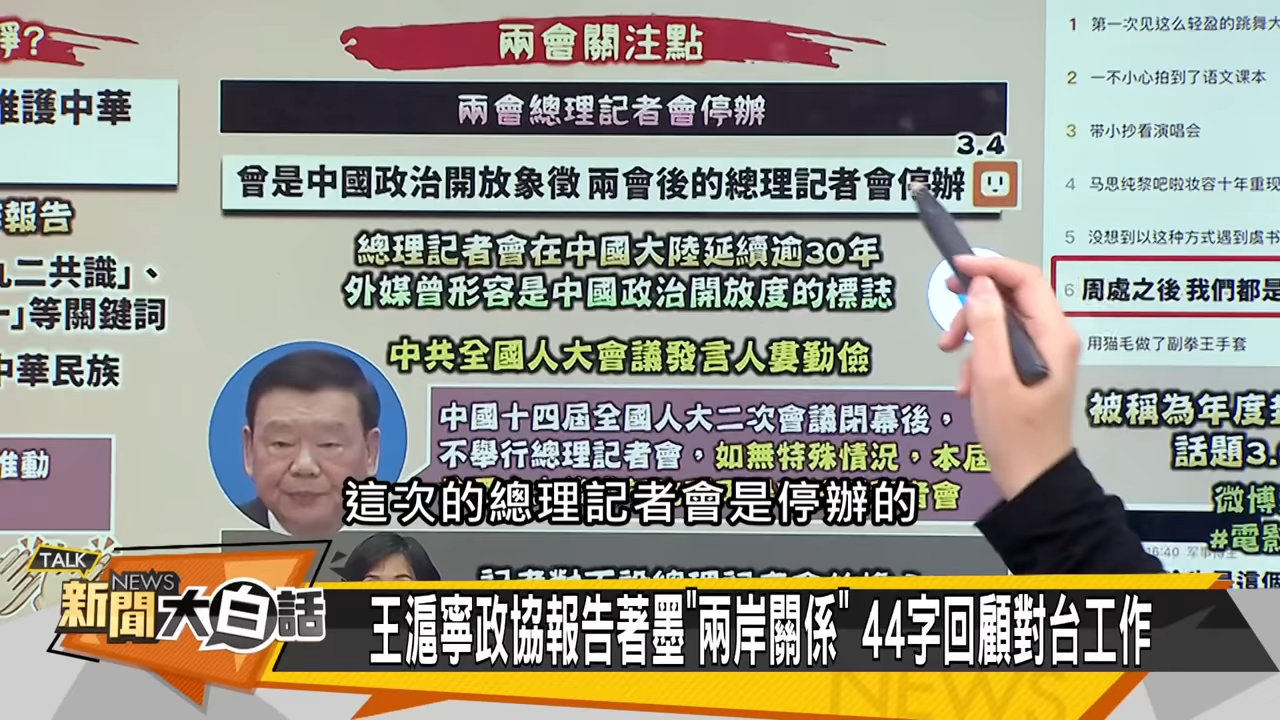 爭?
維護中華
報告
九二共識」、
」等關鍵詞
中華民族
推動
兩會關注點
兩會總理記者會停辦
3.4
曾是中國政治開放象徵 兩會後的總理記者會停辦
總理記者會在中國大陸延續逾30年
外媒曾形容是中國政治開放度的標誌
中共全國人大會議發言人婁勤儉
中國十四屆全國人大二次會議閉幕後，
不舉行總理記者會，如無特殊情況，本屆
這次的總理記者會是停辦的
1 第一次见这么轻盈的跳舞大
2 一不小心拍到了语文课本
3 带小抄看演唱会
4 马思纯黎吧啦妆容十年重现
5 没想到以这种方式遇到虞书
6 周處之後 我們都是
用猫毛做了副拳王手套
被稱為年度
話題3.
微博
#電影
16:40
是這個
TALK
NEWS
新聞大白話
王滬寧政協報告著墨"兩岸關係" 44字回顧對台工作
NEWS